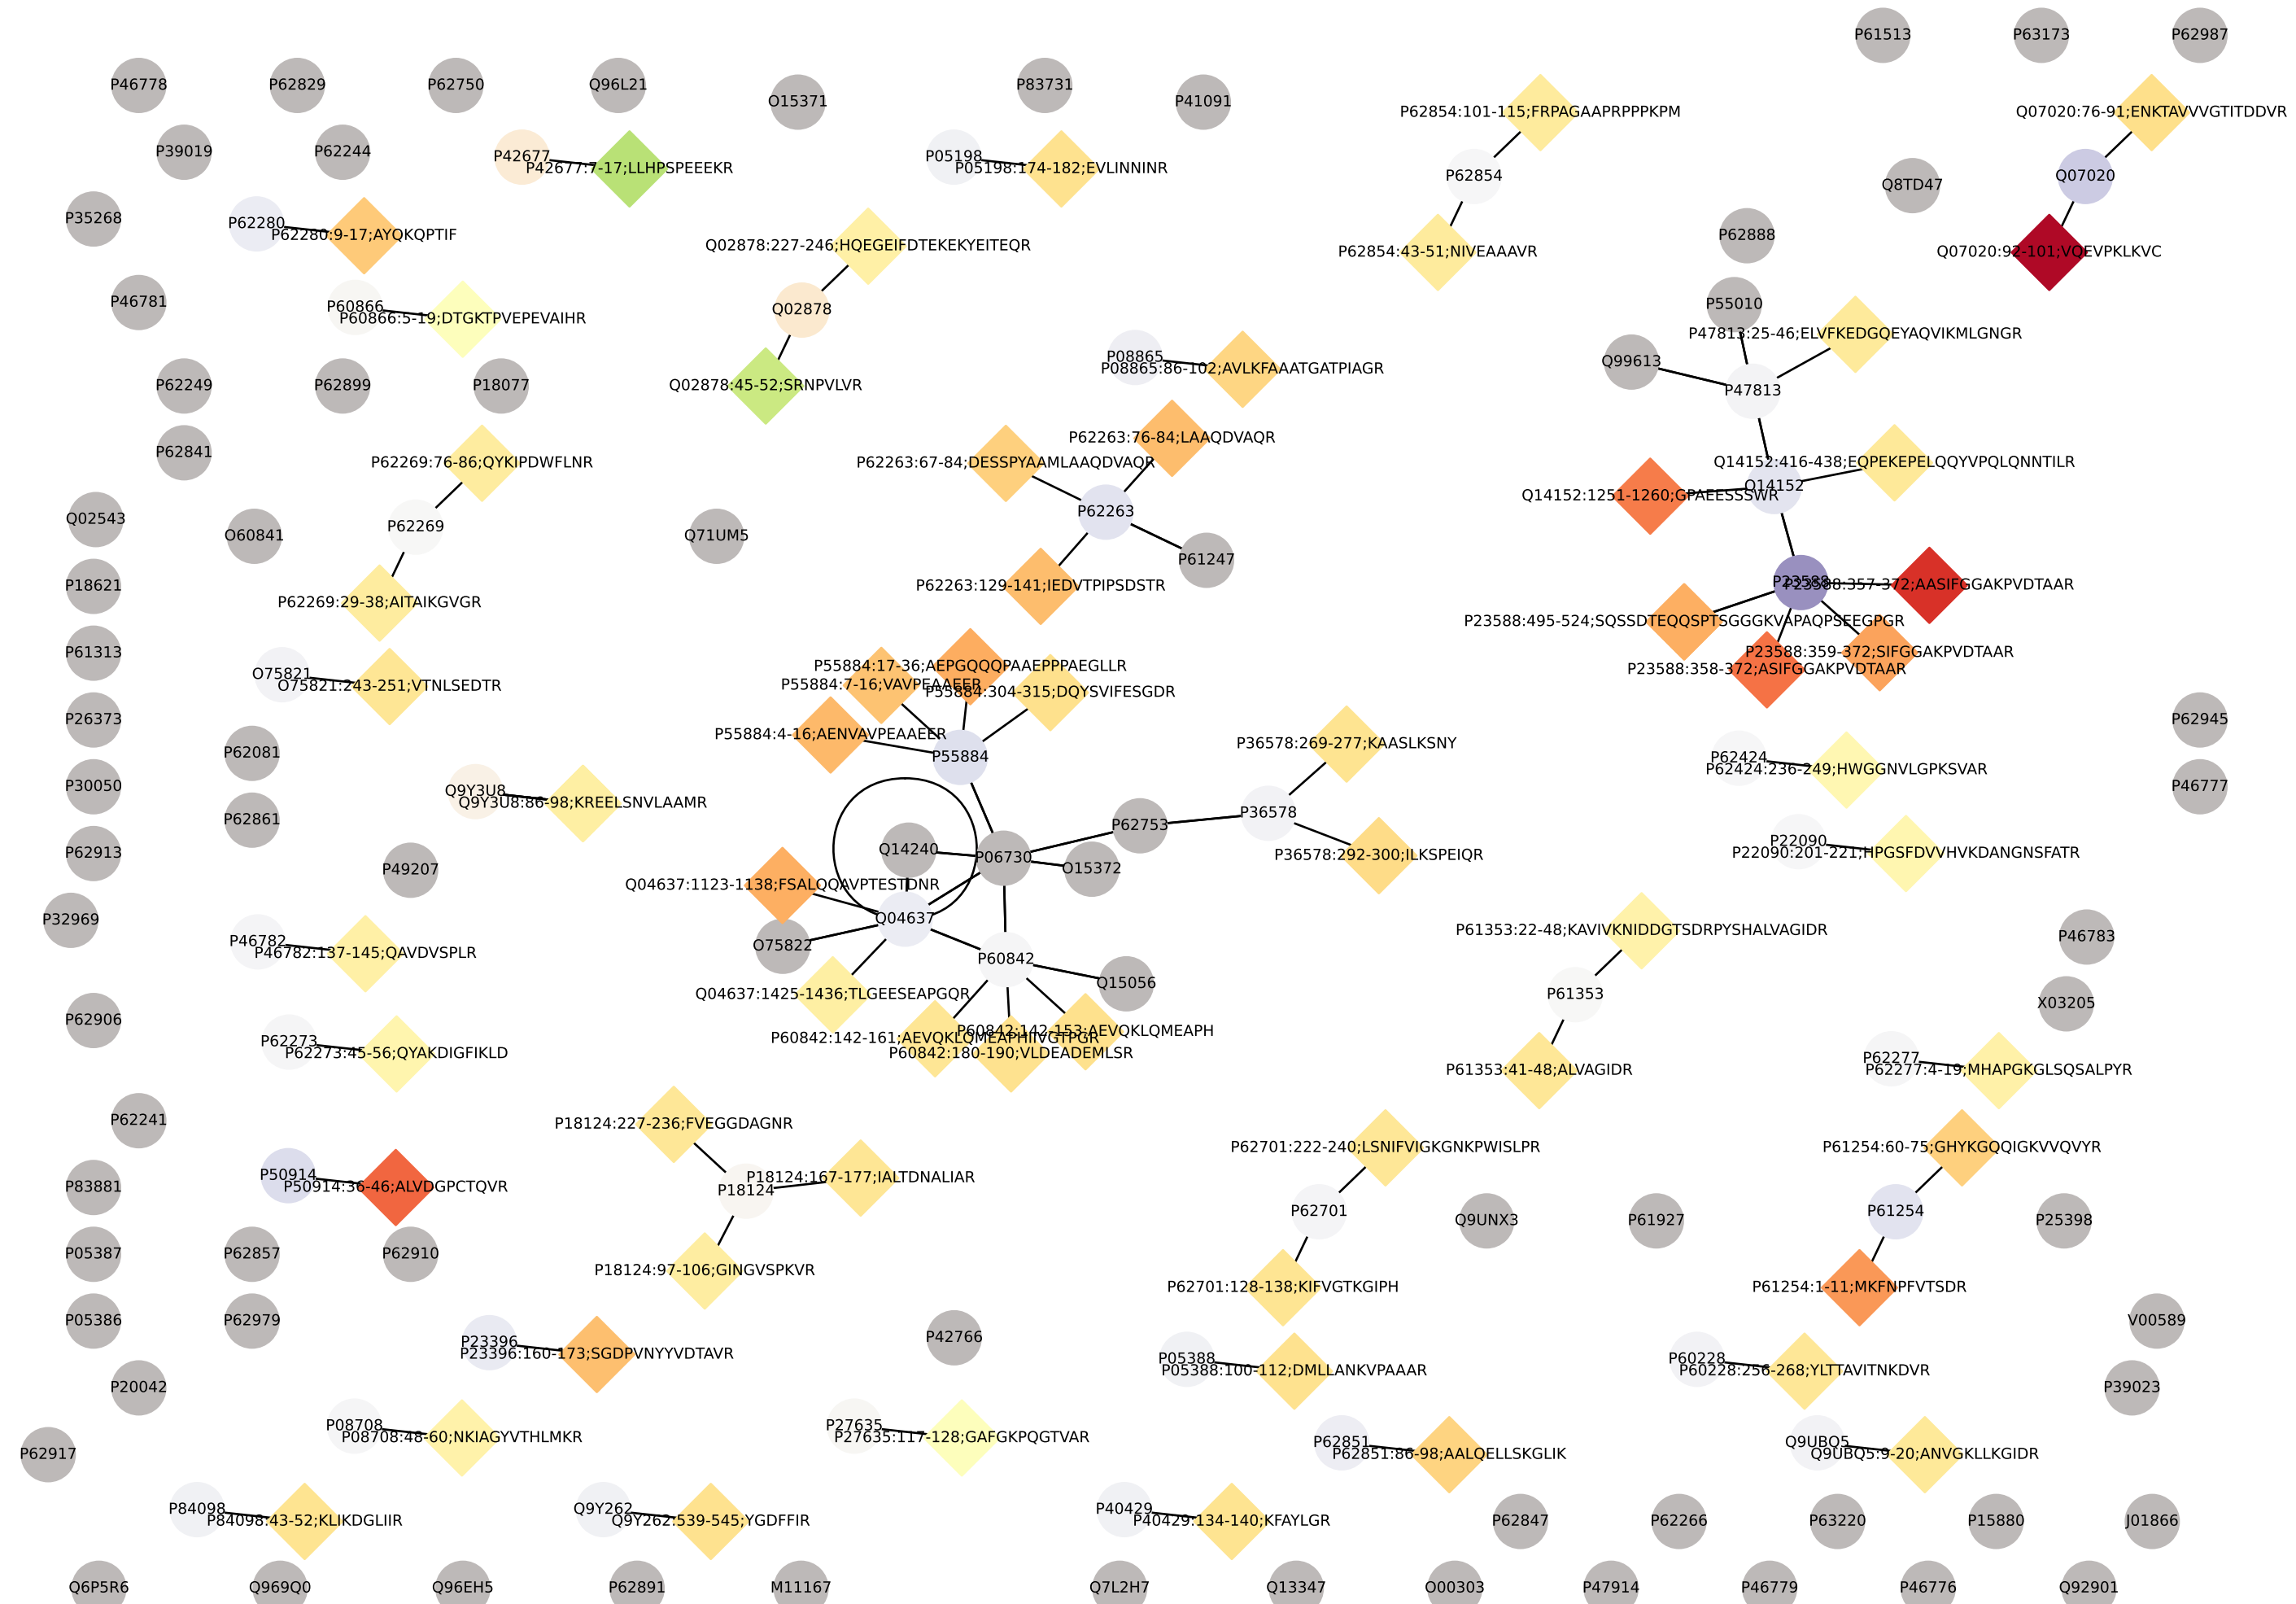 P61513
P63173
P62987
P46778
P62829
P62750
Q96L21
O15371
P83731
P41091
P62854:101-115;FRPAGAAPRPPPKPM
Q07020:76-91;ENKTAVVVGTITDDVR
P39019
P62244
P42677
P42677:7-17;LLHPSPEEEKR
P05198
P05198:174-182;EVLINNINR
P62854
Q8TD47
Q07020
P35268
P62280
P62280:9-17;AYQKQPTIF
Q02878:227-246;HQEGEIFDTEKEKYEITEQR
P62854:43-51;NIVEAAAVR
P62888
Q07020:92-101;VQEVPKLKVC
P46781
P60866
P60866:5-19;DTGKTPVEPEVAIHR
Q02878
P55010
P47813:25-46;ELVFKEDGQEYAQVIKMLGNGR
P08865
P08865:86-102;AVLKFAAATGATPIAGR
Q99613
P62249
P62899
P18077
Q02878:45-52;SRNPVLVR
P47813
P62263:76-84;LAAQDVAQR
P62841
P62269:76-86;QYKIPDWFLNR
P62263:67-84;DESSPYAAMLAAQDVAQR
Q14152:416-438;EQPEKEPELQQYVPQLQNNTILR
Q14152:1251-1260;GPAEESSSWR
Q14152
Q02543
P62269
O60841
Q71UM5
P62263
P61247
P18621
P62269:29-38;AITAIKGVGR
P62263:129-141;IEDVTPIPSDSTR
P23588
P23588:357-372;AASIFGGAKPVDTAAR
P23588:495-524;SQSSDTEQQSPTSGGGKVAPAQPSEEGPGR
P61313
P23588:359-372;SIFGGAKPVDTAAR
P23588:358-372;ASIFGGAKPVDTAAR
O75821
O75821:243-251;VTNLSEDTR
P55884:17-36;AEPGQQQPAAEPPPAEGLLR
P55884:7-16;VAVPEAAEER
P55884:304-315;DQYSVIFESGDR
P26373
P55884:4-16;AENVAVPEAAEER
P62945
P62081
P55884
P36578:269-277;KAASLKSNY
P62424
P62424:236-249;HWGGNVLGPKSVAR
P30050
Q9Y3U8
Q9Y3U8:86-98;KREELSNVLAAMR
P46777
P62861
P62753
P36578
P62913
P49207
Q14240
P06730
O15372
P36578:292-300;ILKSPEIQR
P22090
P22090:201-221;HPGSFDVVHVKDANGNSFATR
Q04637:1123-1138;FSALQQAVPTESTDNR
P32969
Q04637
P61353:22-48;KAVIVKNIDDGTSDRPYSHALVAGIDR
P46782
P46782:137-145;QAVDVSPLR
O75822
P60842
P46783
Q15056
Q04637:1425-1436;TLGEESEAPGQR
P61353
X03205
P62906
P62273
P62273:45-56;QYAKDIGFIKLD
P60842:142-153;AEVQKLQMEAPH
P60842:142-161;AEVQKLQMEAPHIIVGTPGR
P60842:180-190;VLDEADEMLSR
P61353:41-48;ALVAGIDR
P62277
P62277:4-19;MHAPGKGLSQSALPYR
P62241
P18124:227-236;FVEGGDAGNR
P62701:222-240;LSNIFVIGKGNKPWISLPR
P61254:60-75;GHYKGQQIGKVVQVYR
P83881
P50914
P50914:36-46;ALVDGPCTQVR
P18124:167-177;IALTDNALIAR
P18124
P62701
Q9UNX3
P61927
P61254
P25398
P05387
P62857
P62910
P18124:97-106;GINGVSPKVR
P62701:128-138;KIFVGTKGIPH
P61254:1-11;MKFNPFVTSDR
P05386
P62979
P23396
P23396:160-173;SGDPVNYYVDTAVR
P42766
V00589
P20042
P05388
P05388:100-112;DMLLANKVPAAAR
P60228
P60228:256-268;YLTTAVITNKDVR
P39023
P62917
P08708
P08708:48-60;NKIAGYVTHLMKR
P27635
P27635:117-128;GAFGKPQGTVAR
P62851
P62851:86-98;AALQELLSKGLIK
Q9UBQ5
Q9UBQ5:9-20;ANVGKLLKGIDR
P84098
P84098:43-52;KLIKDGLIIR
Q9Y262
Q9Y262:539-545;YGDFFIR
P40429
P40429:134-140;KFAYLGR
P62847
P62266
P63220
P15880
J01866
Q6P5R6
Q969Q0
Q96EH5
P62891
M11167
Q7L2H7
Q13347
O00303
P47914
P46779
P46776
Q92901